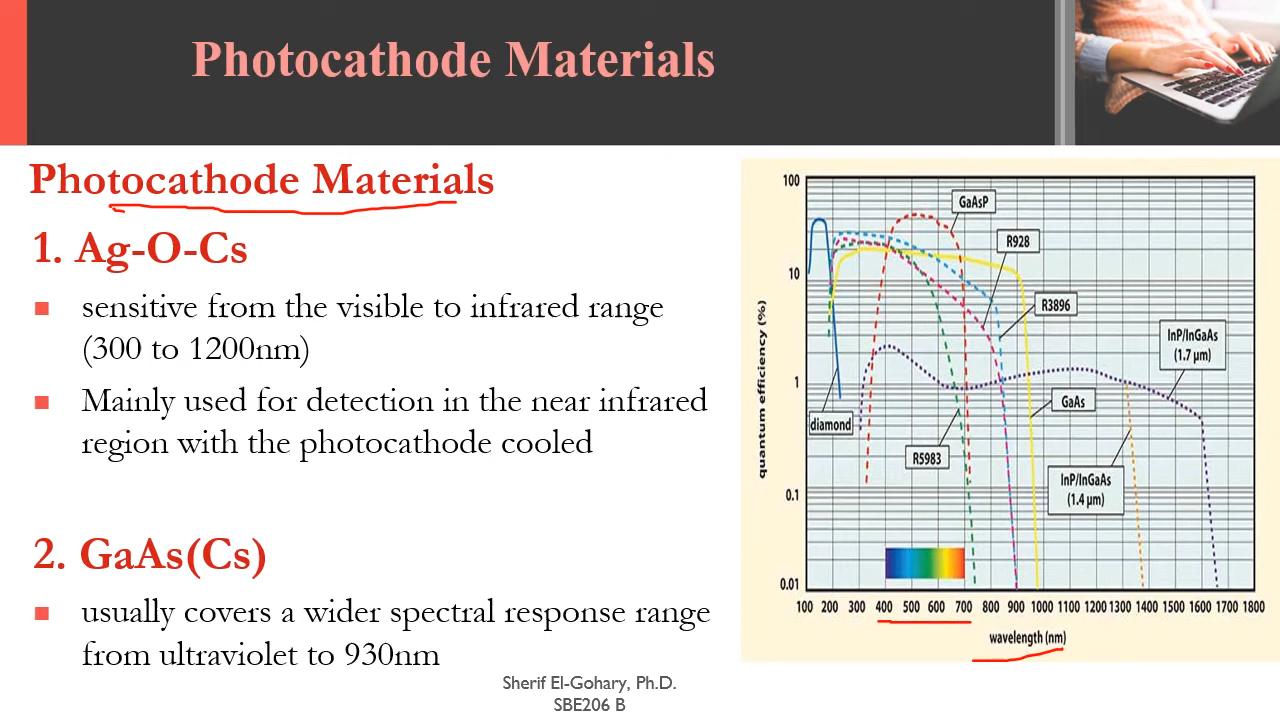 Photocathode Materials
Photocathode Materials
1. Ag-O-Cs
sensitive from the visible to infrared range
(300 to 1200nm)
Mainly used for detection in the near infrared
region with the photocathode cooled
2. GaAs(Cs)
usually covers a wider spectral response range
from ultraviolet to 930nm
quantum efficiency (%)
100
10
1
0.1
0.01
GaAsP
R928
R3896
InP/InGaAs
(1.7 µm)
GaAs
diamond
R5983
InP/InGaAs
(1.4 µm)
100 200 300 400 500 600 700 800 900 1000 1100 1200 1300 1400 1500 1600 1700 1800
wavelength (nm)
Sherif El-Gohary, Ph.D.
SBE206 B